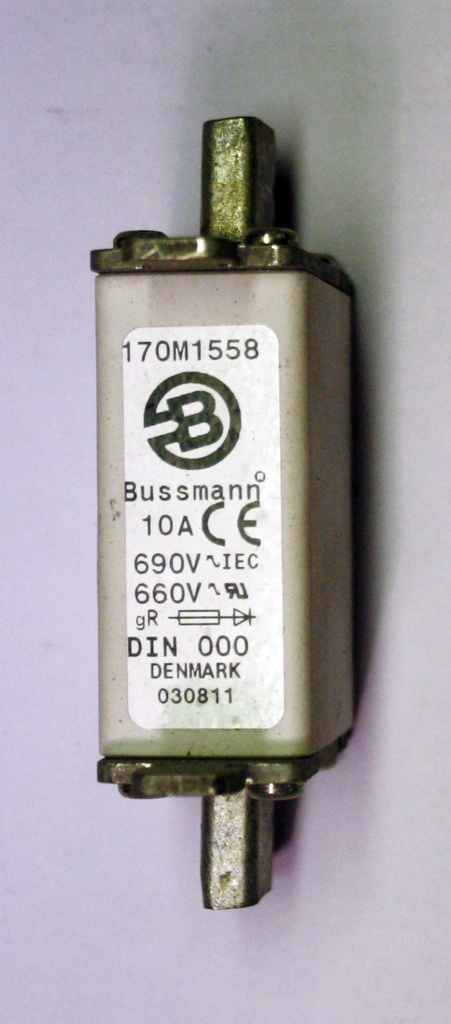 170M1558
B
Bussmann®
10A CE
690V~IEC
660V~
gR
DIN 000
DENMARK
030811